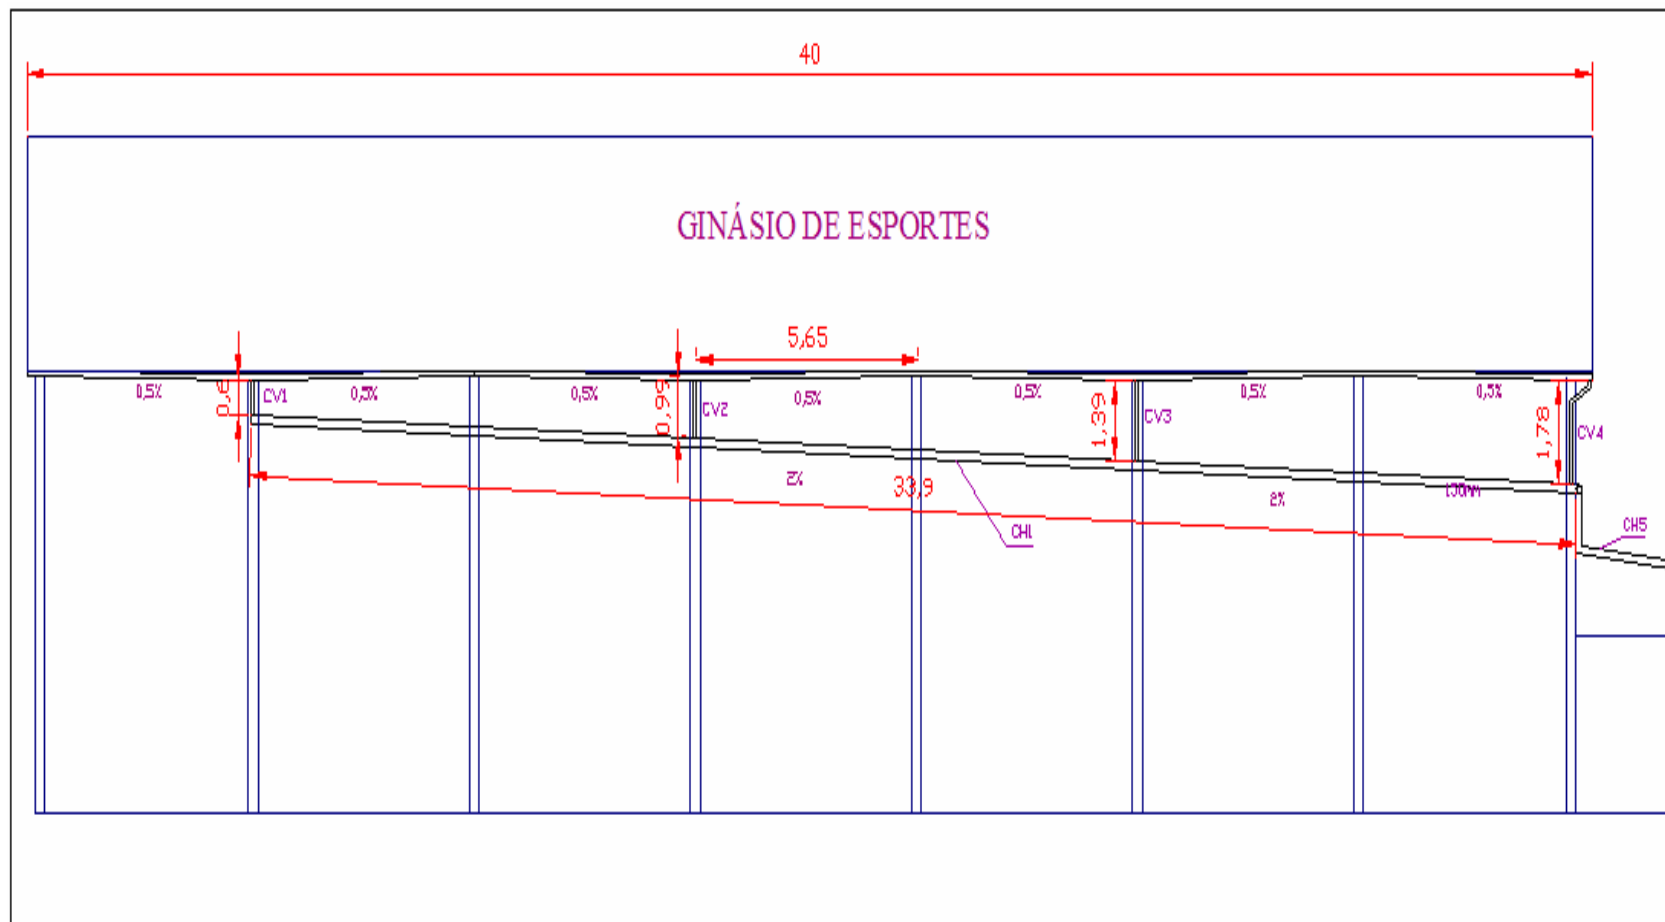 40
GINÁSIO DE ESPORTES
5,65
0,5%
0,5%
0,5%
0,5%
0,5%
0,5%
0,5%
0,6
CV1
0,99
CV2
1,39
CV3
1,78
CV4
2%
33,9
2%
150mm
CH1
CH5